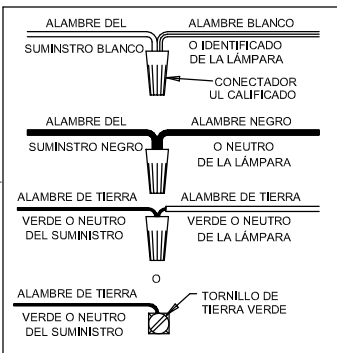 ALAMBRE DEL
SUMINSTRO BLANCO
ALAMBRE BLANCO
O IDENTIFICADO
DE LA LÁMPARA
CONECTADOR
UL CALIFICADO
ALAMBRE DEL
SUMINSTRO NEGRO
ALAMBRE NEGRO
O NEUTRO
DE LA LÁMPARA
ALAMBRE DE TIERRA
VERDE O NEUTRO
DEL SUMINISTRO
ALAMBRE DE TIERRA
VERDE O NEUTRO
DE LA LÁMPARA
O
ALAMBRE DE TIERRA
VERDE O NEUTRO
DEL SUMINISTRO
TORNILLO DE
TIERRA VERDE